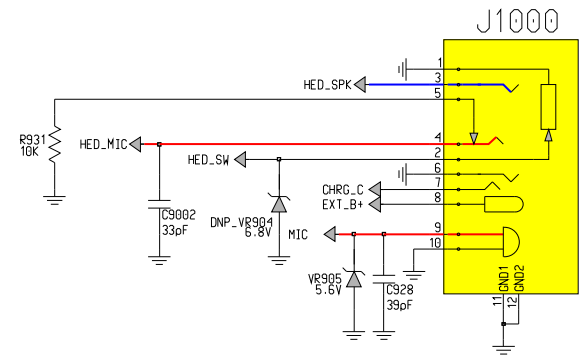 J1000
1
HED_SPK
3
5
R931
10K
HED_MIC
4
HED_SW
2
6
CHRG_C
7
C9002
33pF
EXT_B+
8
DNP_VR904
6.8V
MIC
9
10
VR905
5.6V
C928
39pF
GND1
GND2
11
12